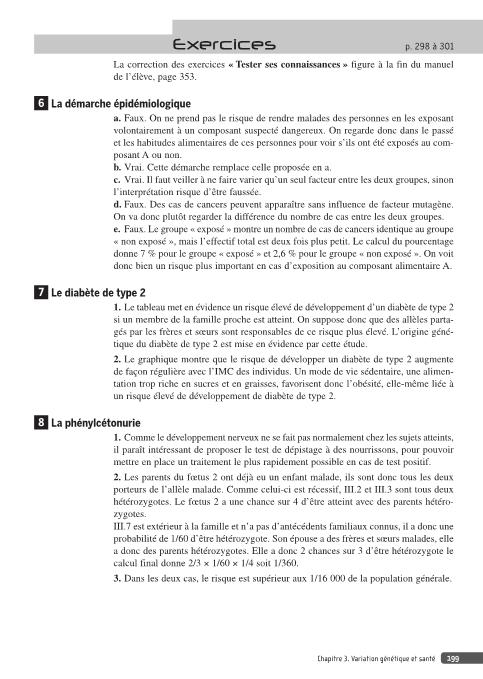 Exercices
p. 298 à 301
La correction des exercices « Tester ses connaissances » figure à la fin du manuel
de l'élève, page 353.
6 La démarche épidémiologique
a. Faux. On ne prend pas le risque de rendre malades des personnes en les exposant
volontairement à un composant suspecté dangereux. On regarde donc dans le passé
et les habitudes alimentaires de ces personnes pour voir s'ils ont été exposés au com-
posant A ou non.
b. Vrai. Cette démarche remplace celle proposée en a.
c. Vrai. Il faut veiller à ne faire varier qu'un seul facteur entre les deux groupes, sinon
l'interprétation risque d'être faussée.
d. Faux. Des cas de cancers peuvent apparaître sans influence de facteur mutagène.
On va donc plutôt regarder la différence du nombre de cas entre les deux groupes.
e. Faux. Le groupe « exposé » montre un nombre de cas de cancers identique au groupe
« non exposé », mais l'effectif total est deux fois plus petit. Le calcul du pourcentage
donne 7 % pour le groupe « exposé » et 2,6 % pour le groupe « non exposé ». On voit
donc bien un risque plus important en cas d'exposition au composant alimentaire A.
7 Le diabète de type 2
1. Le tableau met en évidence un risque élevé de développement d'un diabète de type 2
si un membre de la famille proche est atteint. On suppose donc que des allèles parta-
gés par les frères et sœurs sont responsables de ce risque plus élevé. L'origine géné-
tique du diabète de type 2 est mise en évidence par cette étude.
2. Le graphique montre que le risque de développer un diabète de type 2 augmente
de façon régulière avec l'IMC des individus. Un mode de vie sédentaire, une alimen-
tation trop riche en sucres et en graisses, favorisent donc l'obésité, elle-même liée à
un risque élevé de développement de diabète de type 2.
8 La phénylcétonurie
1. Comme le développement nerveux ne se fait pas normalement chez les sujets atteints,
il paraît intéressant de proposer le test de dépistage à des nourrissons, pour pouvoir
mettre en place un traitement le plus rapidement possible en cas de test positif.
2. Les parents du fœtus 2 ont déjà eu un enfant malade, ils sont donc tous les deux
porteurs de l'allèle malade. Comme celui-ci est récessif, III.2 et III.3 sont tous deux
hétérozygotes. Le fœtus 2 a une chance sur 4 d'être atteint avec des parents hétéro-
zygotes.
III.7 est extérieur à la famille et n'a pas d'antécédents familiaux connus, il a donc une
probabilité de 1/60 d'être hétérozygote. Son épouse a des frères et sœurs malades, elle
a donc des parents hétérozygotes. Elle a donc 2 chances sur 3 d'être hétérozygote le
calcul final donne 2/3 × 1/60 × 1/4 soit 1/360.
3. Dans les deux cas, le risque est supérieur aux 1/16 000 de la population générale.
Chapitre 3. Variation génétique et santé 199